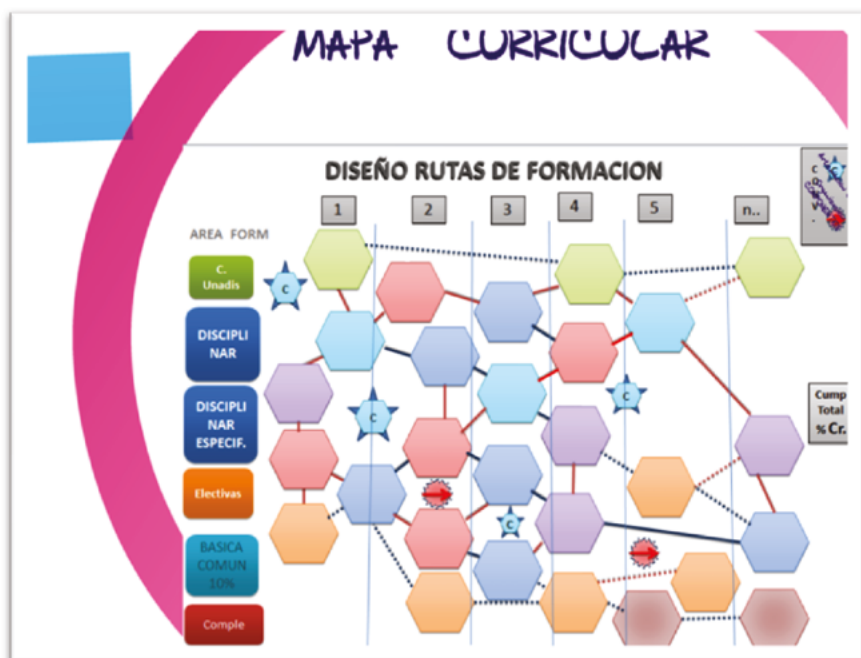 MAPA CURRICULAR
DISEÑO RUTAS DE FORMACION
1 2 3 4 5 n..
AREA FORM
C.
Unadis
DISCIPLI
NAR
DISCIPLI
NAR
ESPECIF.
Electivas
BASICA
COMUN
10%
Comple
C
C
C
C
C
O
N
V
.
C
Cump
Total
% Cr.